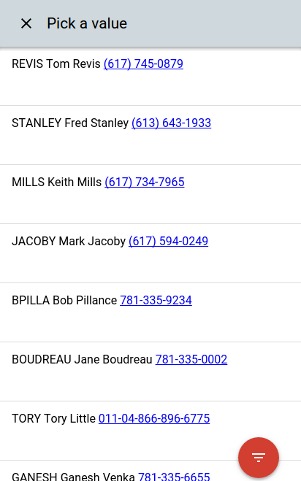 Pick a value
REVIS Tom Revis (617) 745-0879
STANLEY Fred Stanley (613) 643-1933
MILLS Keith Mills (617) 734-7965
JACOBY Mark Jacoby (617) 594-0249
BPILLA Bob Pillance 781-335-9234
BOUDREAU Jane Boudreau 781-335-0002
TORY Tory Little 011-04-866-896-6775
GANESH Ganesh Venka 781-335-6655